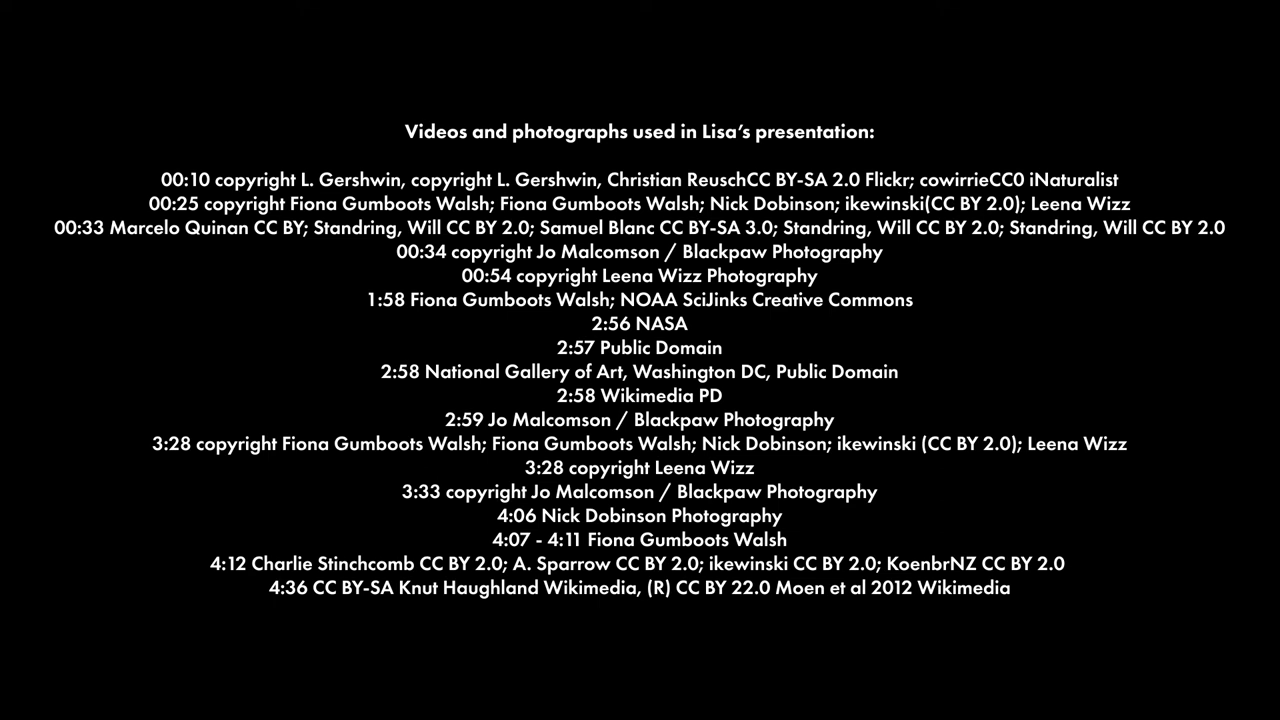 Videos and photographs used in Lisa's presentation:
00:10 copyright L. Gershwin, copyright L. Gershwin, Christian ReuschCC BY-SA 2.0 Flickr; cowirrieCC0 iNaturalist
00:25 copyright Fiona Gumboots Walsh; Fiona Gumboots Walsh; Nick Dobinson; ikewinski(CC BY 2.0); Leena Wizz
00:33 Marcelo Quinan CC BY; Standring, Will CC BY 2.0; Samuel Blanc CC BY-SA 3.0; Standring, Will CC BY 2.0; Standring, Will CC BY 2.0
00:34 copyright Jo Malcomson / Blackpaw Photography
00:54 copyright Leena Wizz Photography
1:58 Fiona Gumboots Walsh; NOAA SciJinks Creative Commons
2:56 NASA
2:57 Public Domain
2:58 National Gallery of Art, Washington DC, Public Domain
2:58 Wikimedia PD
2:59 Jo Malcomson / Blackpaw Photography
3:28 copyright Fiona Gumboots Walsh; Fiona Gumboots Walsh; Nick Dobinson; ikewinski (CC BY 2.0); Leena Wizz
3:28 copyright Leena Wizz
3:33 copyright Jo Malcomson / Blackpaw Photography
4:06 Nick Dobinson Photography
4:07 - 4:11 Fiona Gumboots Walsh
4:12 Charlie Stinchcomb CC BY 2.0; A. Sparrow CC BY 2.0; ikewinski CC BY 2.0; KoenbrNZ CC BY 2.0
4:36 CC BY-SA Knut Haughland Wikimedia, (R) CC BY 22.0 Moen et al 2012 Wikimedia